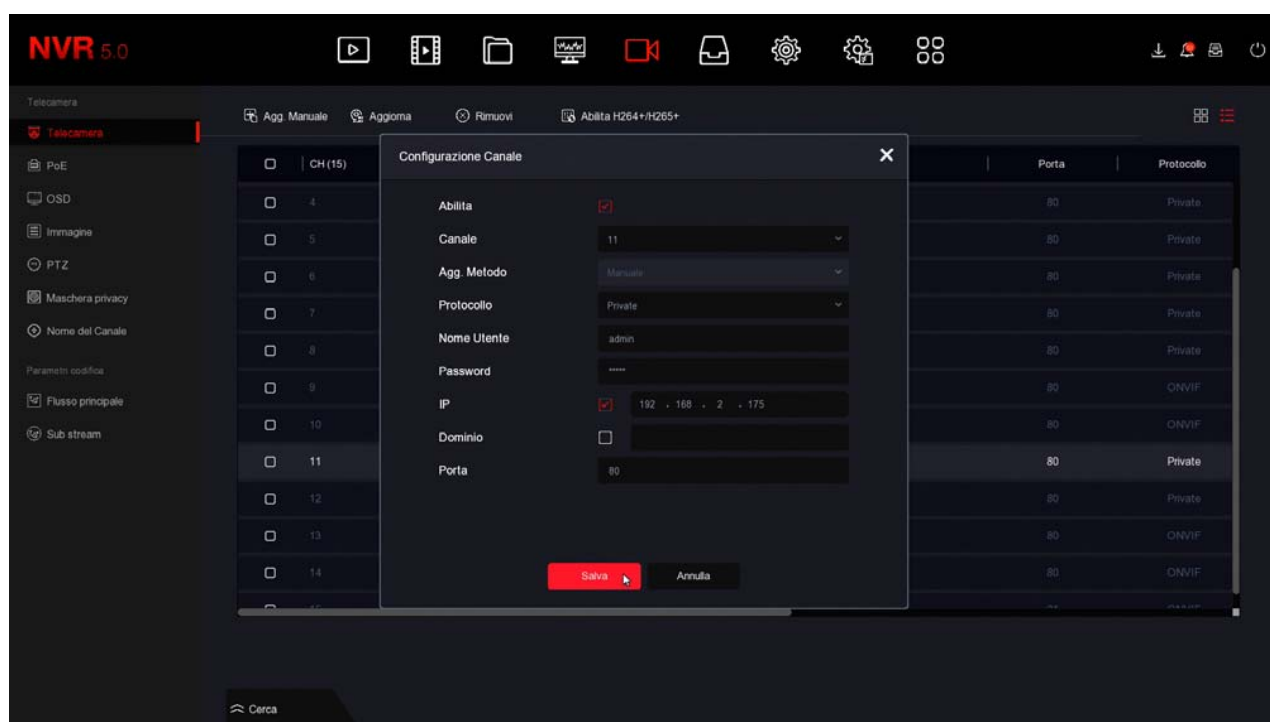 NVR 5.0
Telecamera
Telecamera
PoE
OSD
Immagine
PTZ
Maschera privacy
Nome del Canale
Parametri codifica
Flusso principale
Sub stream
Agg. Manuale Aggiorna Rimuovi Abilita H264+/H265+
CH (15) Porta Protocollo
4 80 Private
5 80 Private
6 80 Private
7 80 Private
8 80 Private
9 80 ONVIF
10 80 ONVIF
11 80 Private
12 80 Private
13 80 ONVIF
14 80 ONVIF
Configurazione Canale
Abilita
Canale 11
Agg. Metodo Manuale
Protocollo Private
Nome Utente admin
Password *****
IP 192 . 168 . 2 . 175
Dominio
Porta 80
Salva Annulla
Cerca